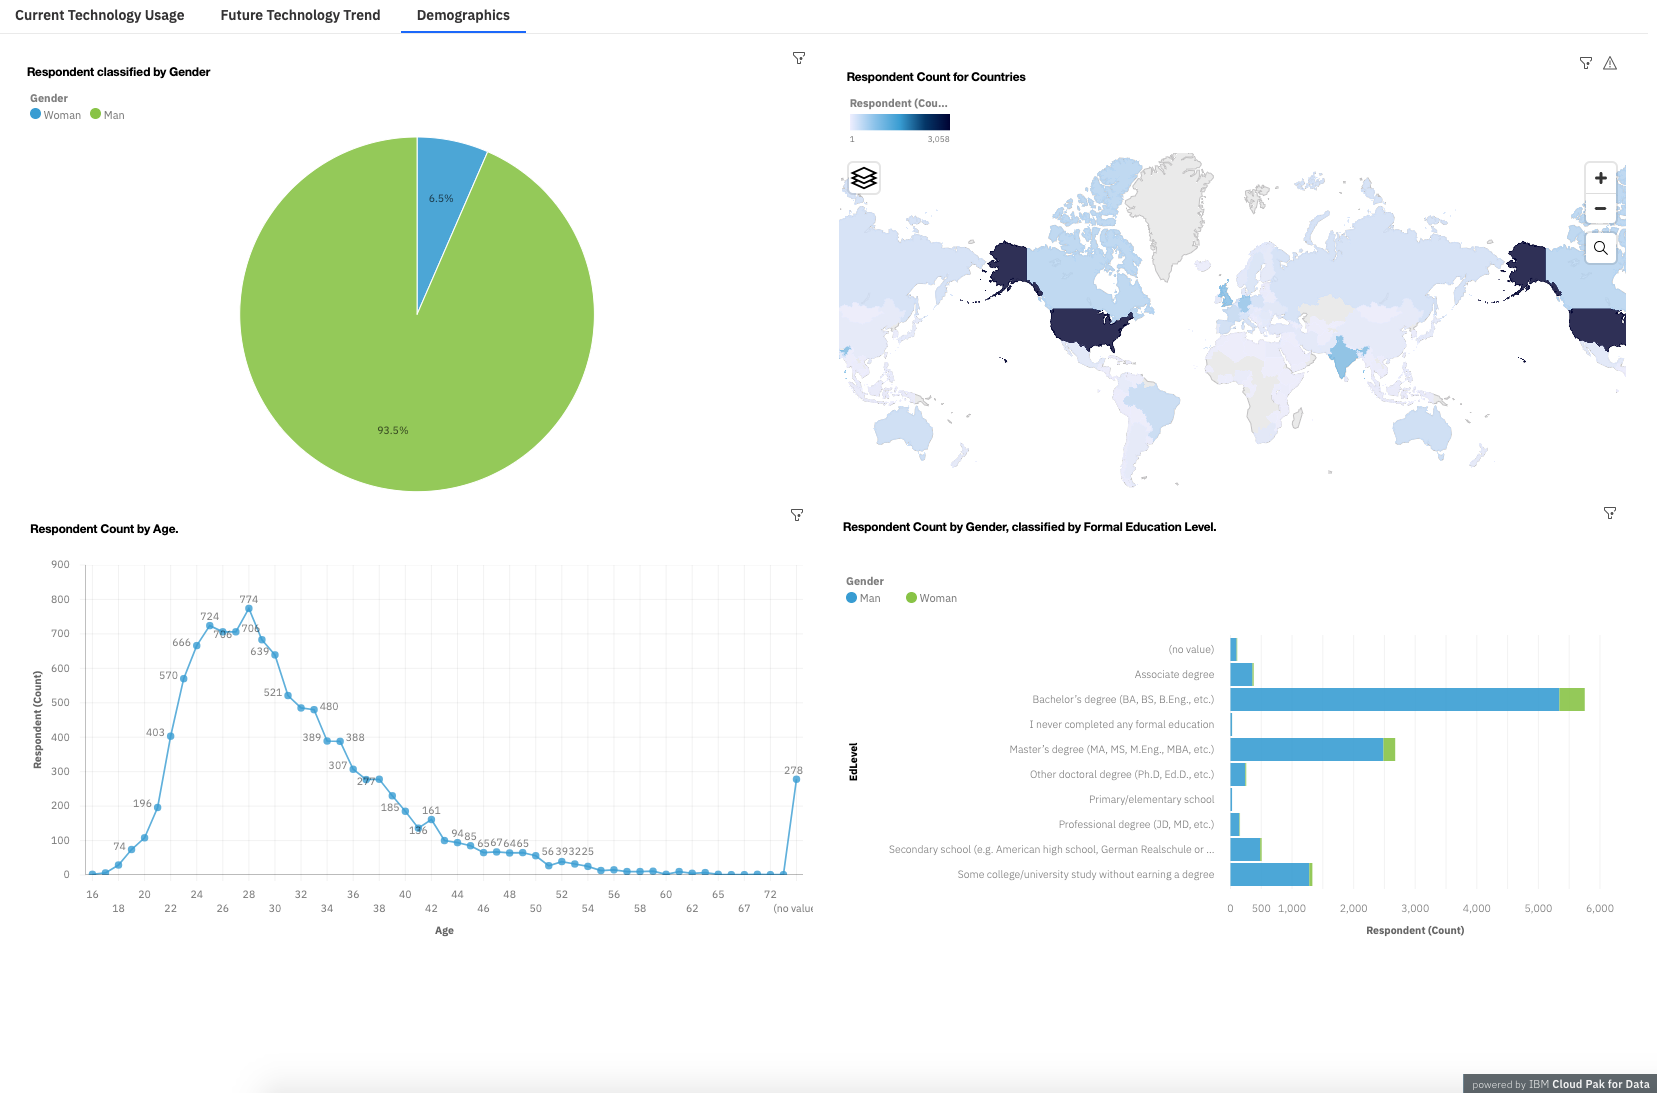 Current Technology Usage Future Technology Trend Demographics
Respondent classified by Gender
Gender
Woman Man
6.5%
93.5%
Respondent Count for Countries
Respondent (Cou...
1 3,058
Respondent Count by Age.
Respondent (Count)
900
800
700
600
500
400
300
200
100
0
74
196
403
570
666
724
706
706
774
639
521
480
389
388
307
277
185
136
161
94
85
65
67
64
65
56
39
32
25
278
16 20 24 28 32 36 40 44 48 52 56 60 65 72
18 22 26 30 34 38 42 46 50 54 58 62 67 (no value
Age
Respondent Count by Gender, classified by Formal Education Level.
Gender
Man Woman
EdLevel
(no value)
Associate degree
Bachelor's degree (BA, BS, B.Eng., etc.)
I never completed any formal education
Master's degree (MA, MS, M.Eng., MBA, etc.)
Other doctoral degree (Ph.D, Ed.D., etc.)
Primary/elementary school
Professional degree (JD, MD, etc.)
Secondary school (e.g. American high school, German Realschule or ...
Some college/university study without earning a degree
0 500 1,000 2,000 3,000 4,000 5,000 6,000
Respondent (Count)
powered by IBM Cloud Pak for Data